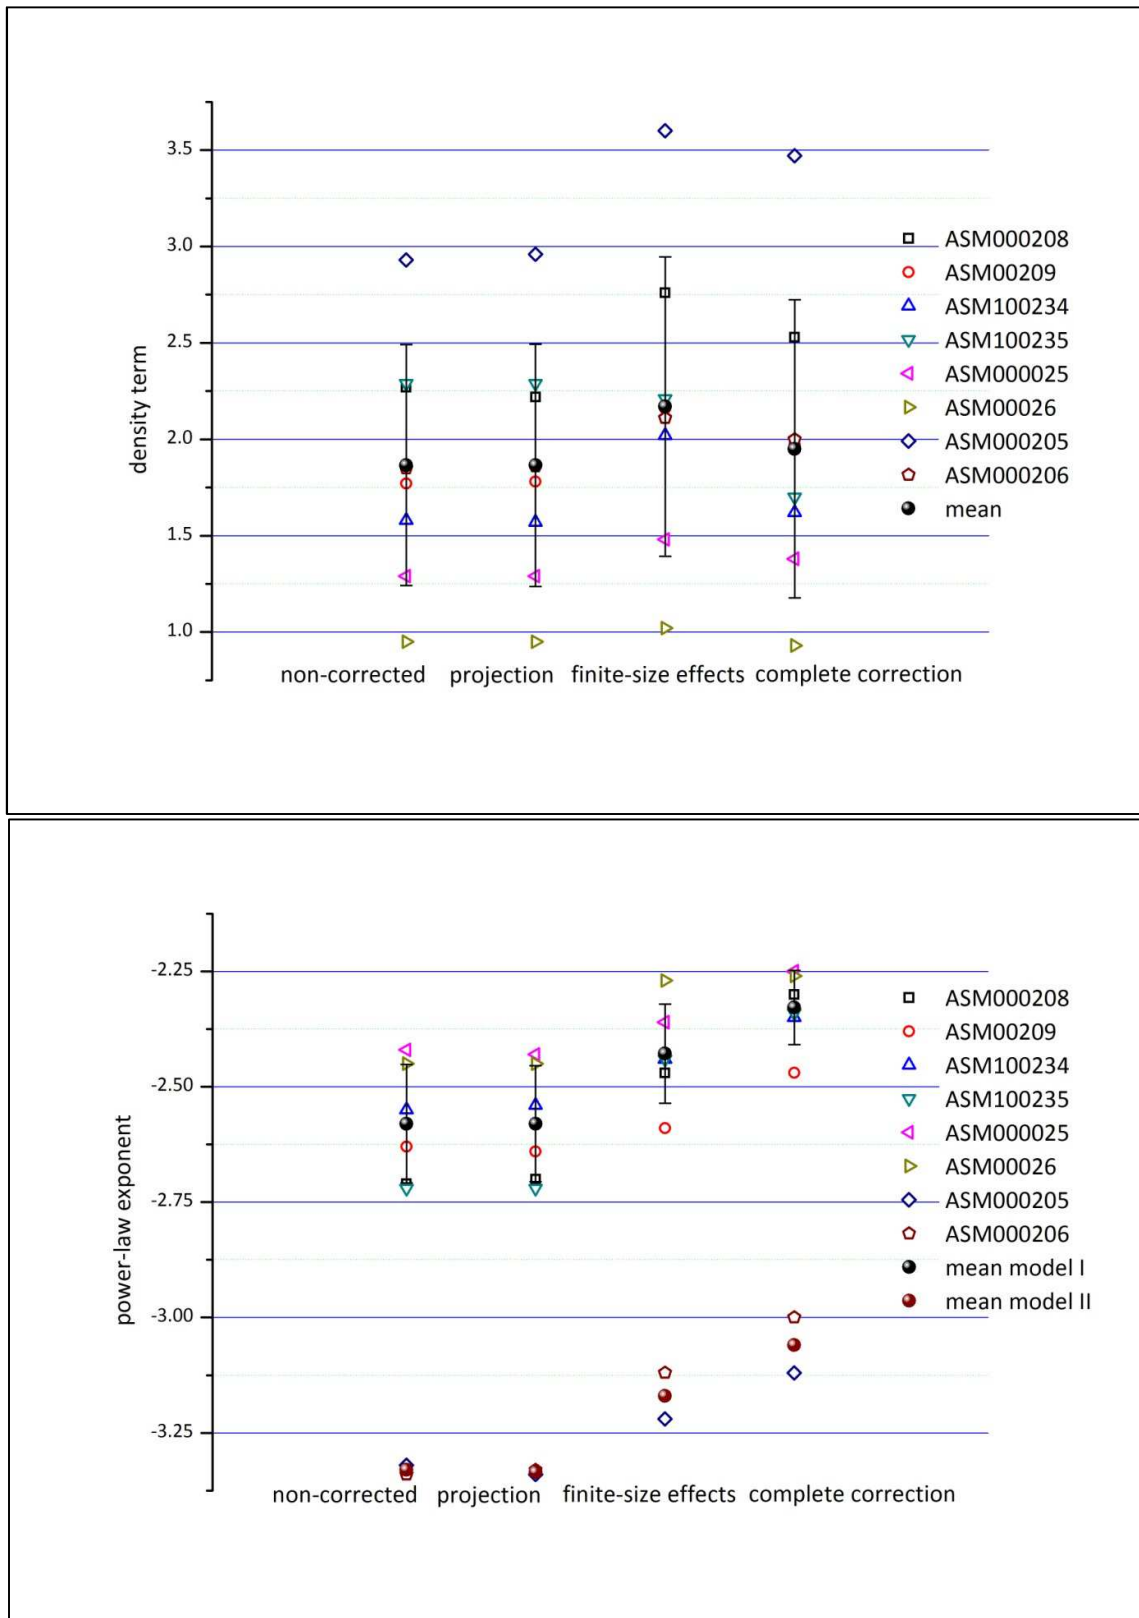 density term
3.5
3.0
2.5
2.0
1.5
1.0
non-corrected projection finite-size effects complete correction
ASM000208
ASM00209
ASM100234
ASM100235
ASM000025
ASM00026
ASM000205
ASM000206
mean
power-law exponent
-2.25
-2.50
-2.75
-3.00
-3.25
non-corrected projection finite-size effects complete correction
ASM000208
ASM00209
ASM100234
ASM100235
ASM000025
ASM00026
ASM000205
ASM000206
mean model I
mean model II